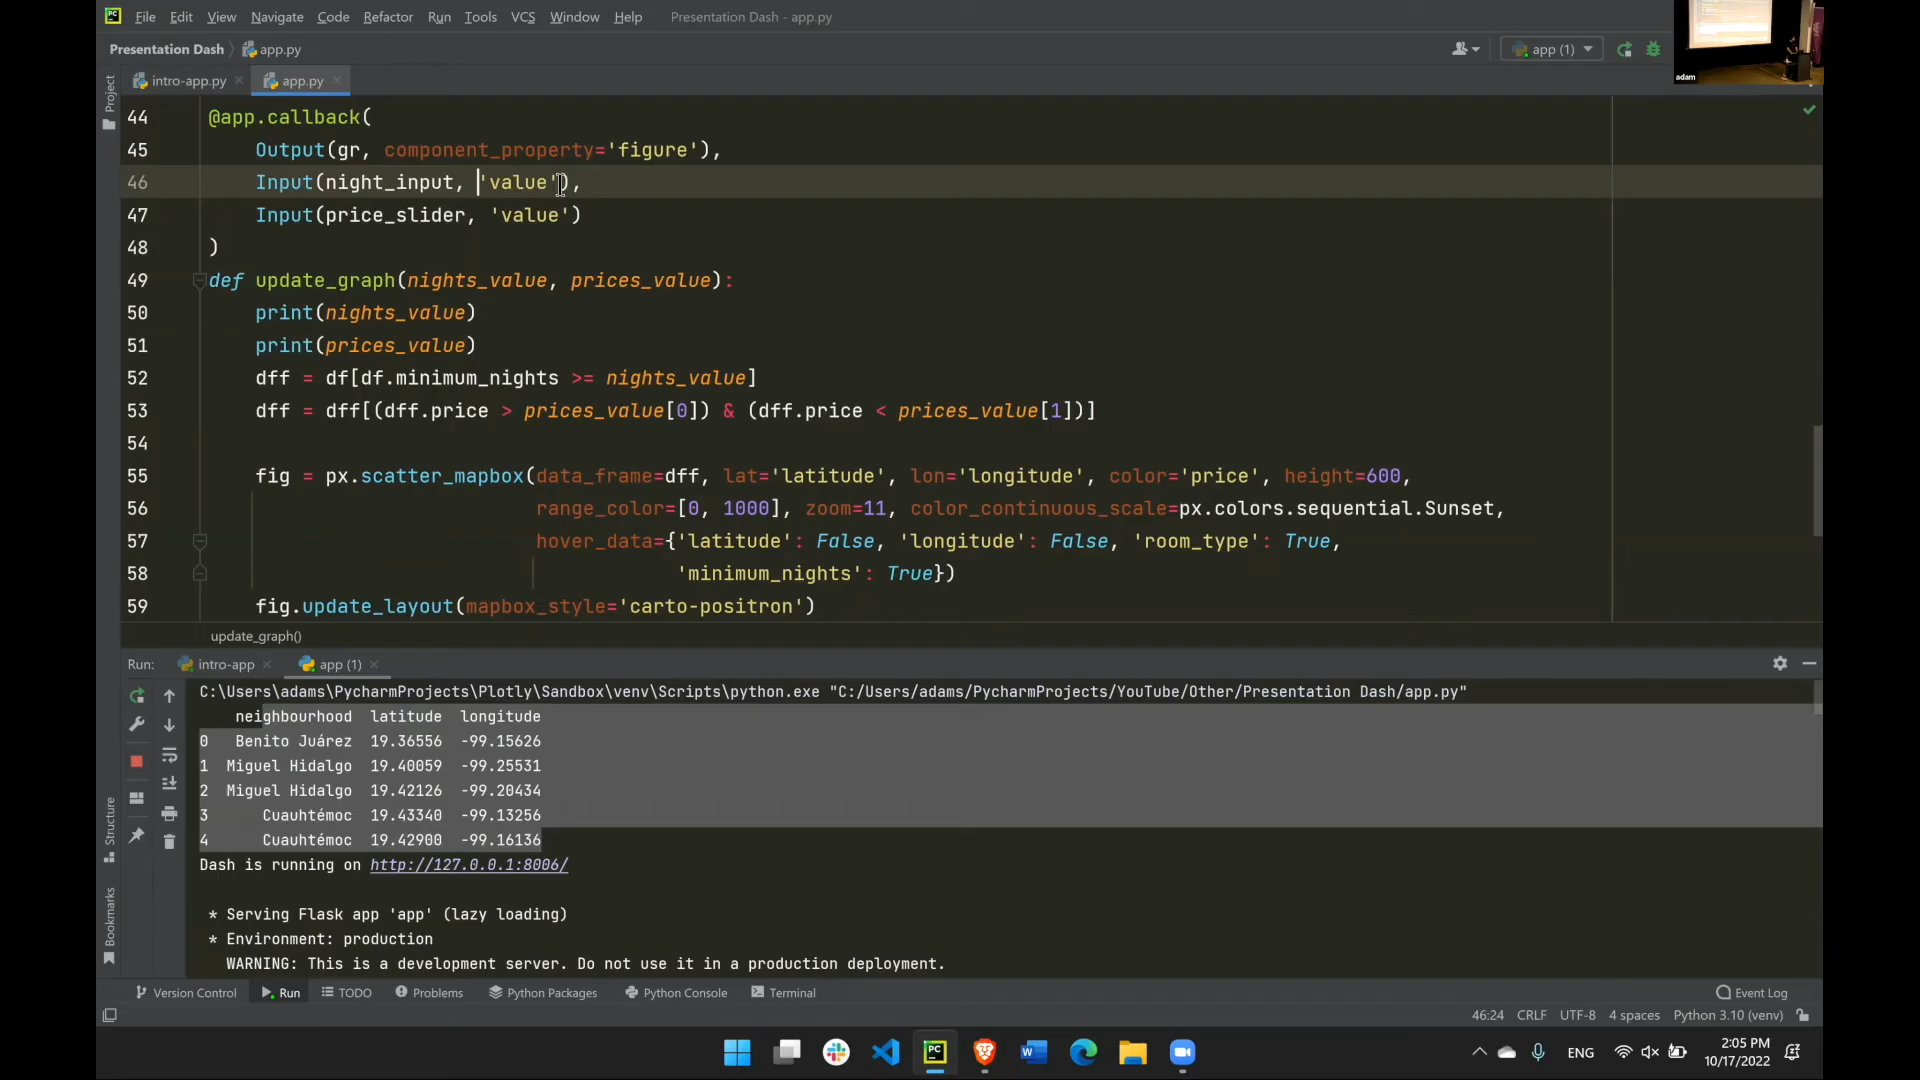 File Edit View Navigate Code Refactor Run Tools VCS Window Help Presentation Dash - app.py
Presentation Dash app.py app (1)
adam
Project
intro-app.py app.py
44 @app.callback(
45 Output(gr, component_property='figure'),
46 Input(night_input, 'value'),
47 Input(price_slider, 'value')
48 )
49 def update_graph(nights_value, prices_value):
50 print(nights_value)
51 print(prices_value)
52 dff = df[df.minimum_nights >= nights_value]
53 dff = dff[(dff.price > prices_value[0]) & (dff.price < prices_value[1])]
54
55 fig = px.scatter_mapbox(data_frame=dff, lat='latitude', lon='longitude', color='price', height=600,
56 range_color=[0, 1000], zoom=11, color_continuous_scale=px.colors.sequential.Sunset,
57 hover_data={'latitude': False, 'longitude': False, 'room_type': True,
58 'minimum_nights': True})
59 fig.update_layout(mapbox_style='carto-positron')
update_graph()
Run: intro-app app (1)
C:\Users\adams\PycharmProjects\Plotly\Sandbox\venv\Scripts\python.exe "C:/Users/adams/PycharmProjects/YouTube/Other/Presentation Dash/app.py"
neighbourhood latitude longitude
0 Benito Juárez 19.36556 -99.15626
1 Miguel Hidalgo 19.40059 -99.25531
2 Miguel Hidalgo 19.42126 -99.20434
3 Cuauhtémoc 19.43340 -99.13256
4 Cuauhtémoc 19.42900 -99.16136
Dash is running on http://127.0.0.1:8006/
* Serving Flask app 'app' (lazy loading)
* Environment: production
WARNING: This is a development server. Do not use it in a production deployment.
Structure
Bookmarks
Version Control Run TODO Problems Python Packages Python Console Terminal Event Log
46:24 CRLF UTF-8 4 spaces Python 3.10 (venv)
ENG 2:05 PM
10/17/2022